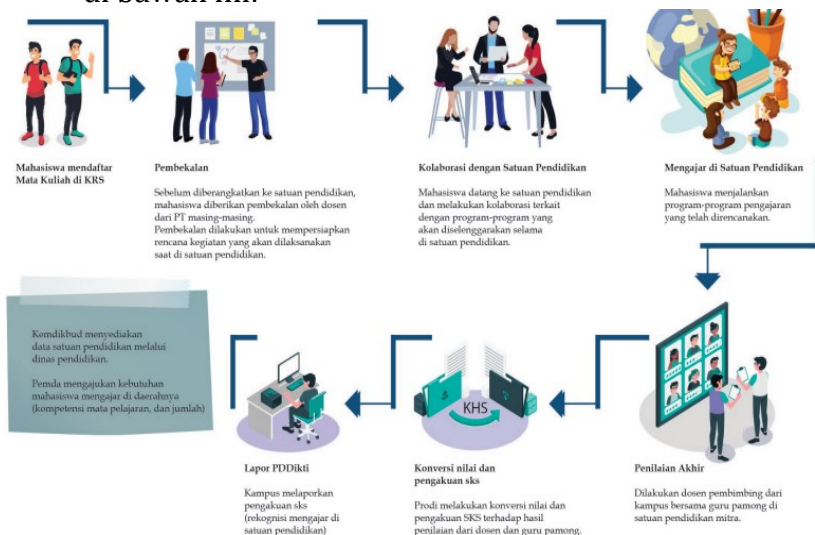 di bawah ini:
Mahasiswa mendaftar
Mata Kuliah di KRS
Pembekalan
Sebelum diberangkatkan ke satuan pendidikan,
mahasiswa diberikan pembekalan oleh dosen
dari PT masing-masing.
Pembekalan dilakukan untuk mempersiapkan
rencana kegiatan yang akan dilaksanakan
saat di satuan pendidikan.
Kolaborasi dengan Satuan Pendidikan
Mahasiswa datang ke satuan pendidikan
dan melakukan kolaborasi terkait
dengan program-program yang
akan diselenggarakan selama
di satuan pendidikan.
Mengajar di Satuan Pendidikan
Mahasiswa menjalankan
program-program pengajaran
yang telah direncanakan.
Kemdikbud menyediakan
data satuan pendidikan melalui
dinas pendidikan.
Pemda mengajukan kebutuhan
mahasiswa mengajar di daerahnya
(kompetensi mata pelajaran, dan jumlah)
Lapor PDDikti
Kampus melaporkan
pengakuan sks
(rekognisi mengajar di
satuan pendidikan)
KHS
Konversi nilai dan
pengakuan sks
Prodi melakukan konversi nilai dan
pengakuan SKS terhadap hasil
penilaian dari dosen dan guru pamong.
Penilaian Akhir
Dilakukan dosen pembimbing dari
kampus bersama guru pamong di
satuan pendidikan mitra.